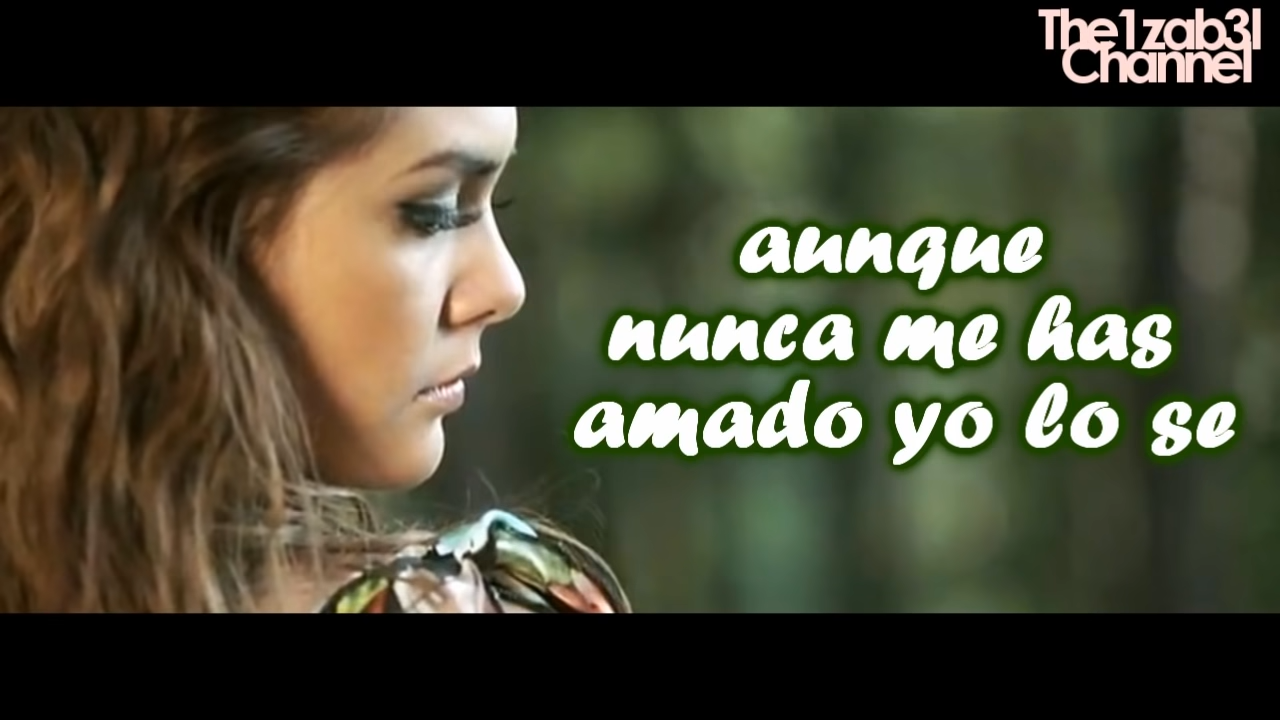 The1zab3l
Channel
aunque
nunca me has
amado yo lo se